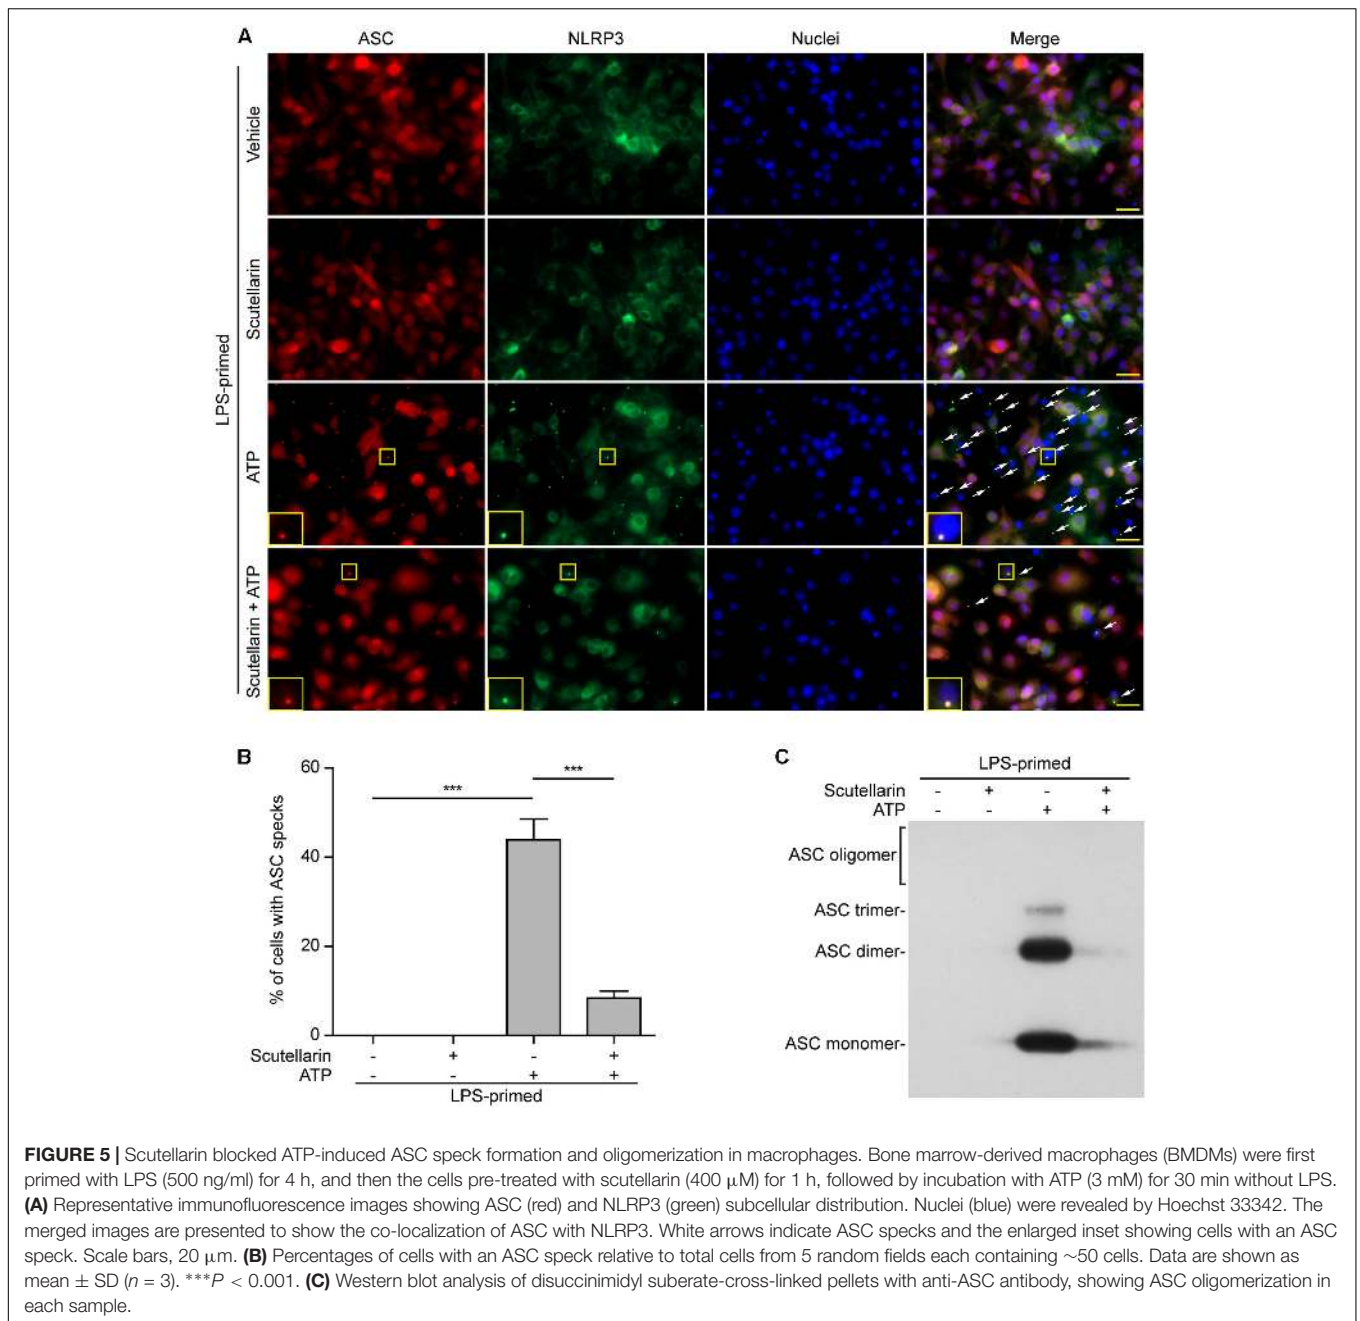 A
ASC
NLRP3
Nuclei
Merge
LPS-primed
Vehicle
Scutellarin
ATP
Scutellarin + ATP
B
% of cells with ASC specks
60
40
20
0
***
***
Scutellarin - + - +
ATP - - + +
LPS-primed
C
LPS-primed
Scutellarin - + - +
ATP - - + +
ASC oligomer
ASC trimer-
ASC dimer-
ASC monomer-
FIGURE 5 | Scutellarin blocked ATP-induced ASC speck formation and oligomerization in macrophages. Bone marrow-derived macrophages (BMDMs) were first
primed with LPS (500 ng/ml) for 4 h, and then the cells pre-treated with scutellarin (400 μM) for 1 h, followed by incubation with ATP (3 mM) for 30 min without LPS.
(A) Representative immunofluorescence images showing ASC (red) and NLRP3 (green) subcellular distribution. Nuclei (blue) were revealed by Hoechst 33342. The
merged images are presented to show the co-localization of ASC with NLRP3. White arrows indicate ASC specks and the enlarged inset showing cells with an ASC
speck. Scale bars, 20 μm. (B) Percentages of cells with an ASC speck relative to total cells from 5 random fields each containing ∼50 cells. Data are shown as
mean ± SD (n = 3). ***P < 0.001. (C) Western blot analysis of disuccinimidyl suberate-cross-linked pellets with anti-ASC antibody, showing ASC oligomerization in
each sample.